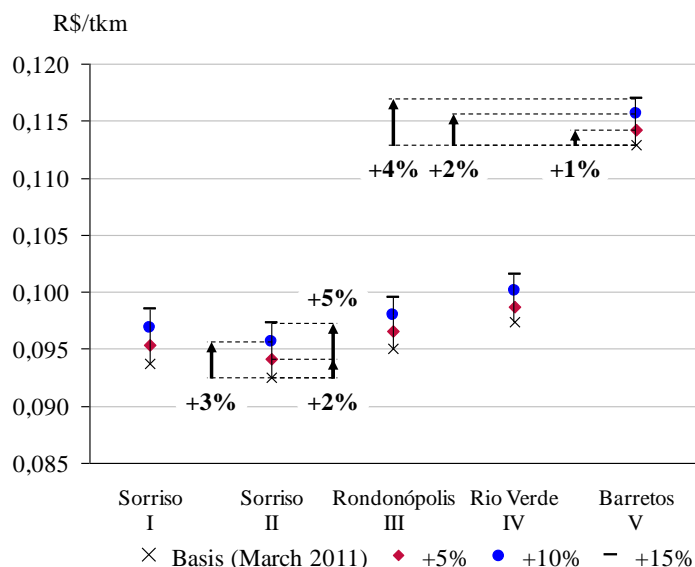 R$/tkm
0,120
0,115
0,110
0,105
0,100
0,095
0,090
0,085
+4% +2% +1%
+5%
+3% +2%
Sorriso Sorriso Rondonópolis Rio Verde Barretos
I II III IV V
Basis (March 2011) +5% +10% +15%